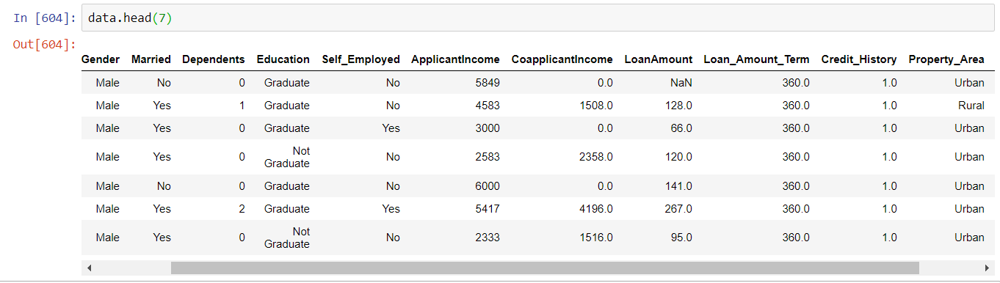 In [604]: data.head(7)
Out[604]:
Gender Married Dependents Education Self_Employed ApplicantIncome CoapplicantIncome LoanAmount Loan_Amount_Term Credit_History Property_Area
Male No 0 Graduate No 5849 0.0 NaN 360.0 1.0 Urban
Male Yes 1 Graduate No 4583 1508.0 128.0 360.0 1.0 Rural
Male Yes 0 Graduate Yes 3000 0.0 66.0 360.0 1.0 Urban
Male Yes 0 Not Graduate No 2583 2358.0 120.0 360.0 1.0 Urban
Male No 0 Graduate No 6000 0.0 141.0 360.0 1.0 Urban
Male Yes 2 Graduate Yes 5417 4196.0 267.0 360.0 1.0 Urban
Male Yes 0 Not Graduate No 2333 1516.0 95.0 360.0 1.0 Urban